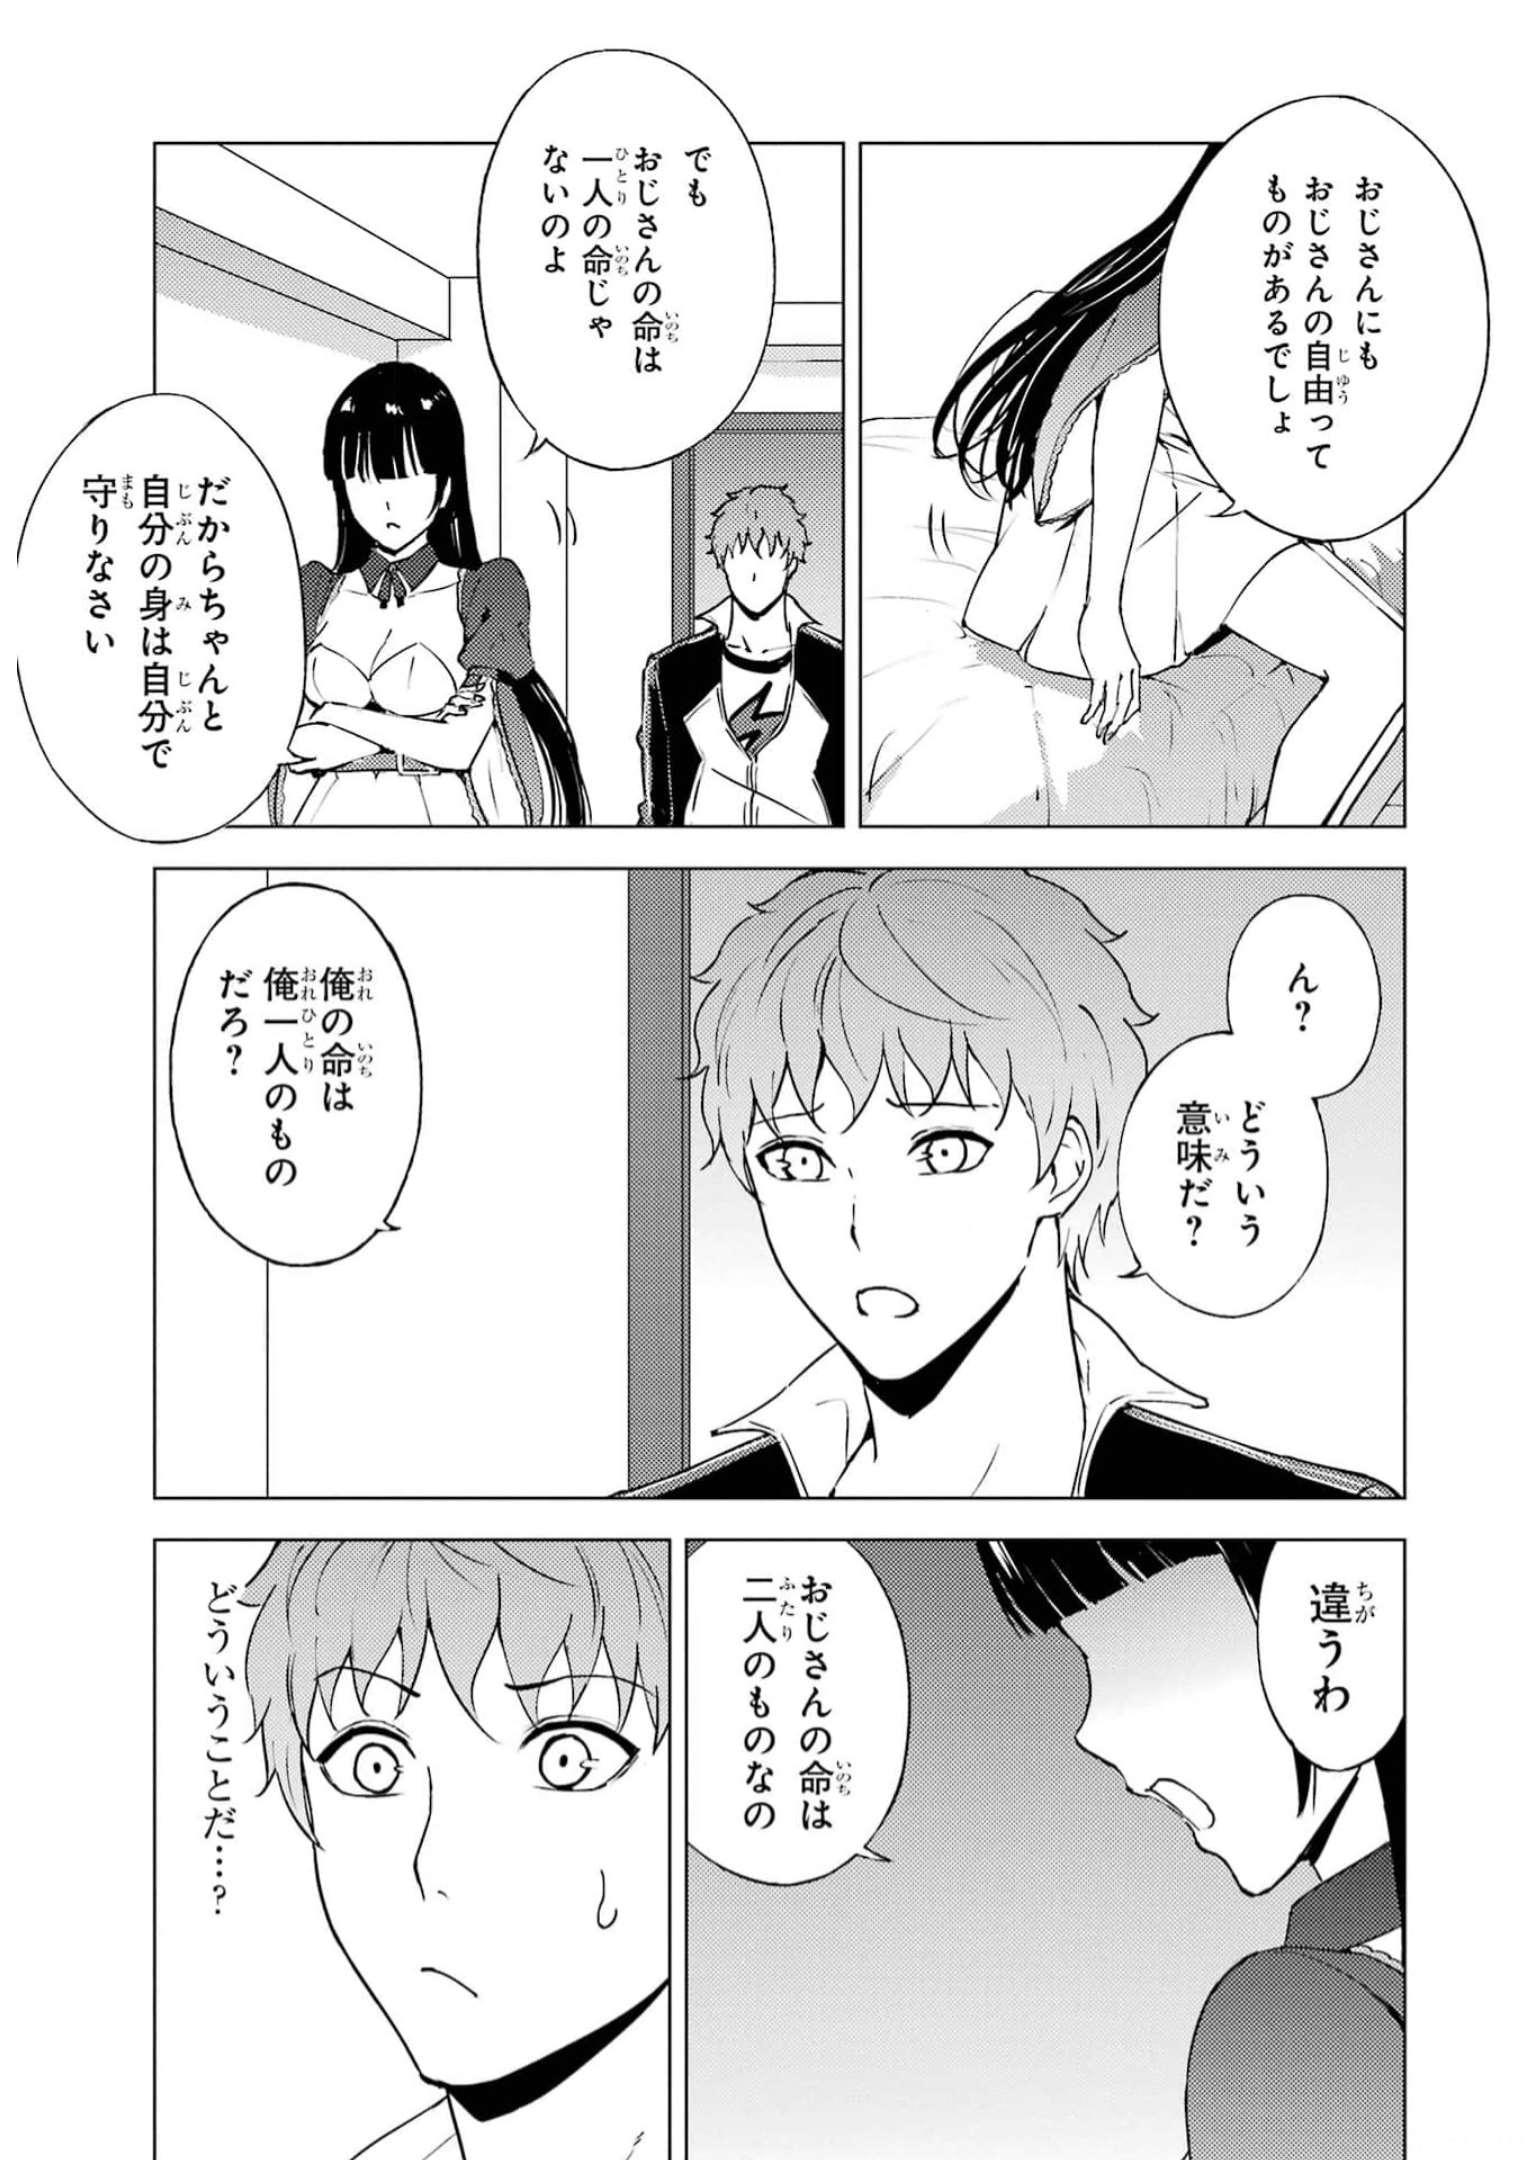 おじさんにも
おじさんの自由って
ものがあるでしょ
でも
おじさんの命は
一人の命じゃ
ないのよ
だからちゃんと
自分の身は自分で
守りなさい
ん?
どういう
意味だ?
俺の命は
俺一人のもの
だろ?
違うわ
おじさんの命は
二人のものなの
どういうことだ……?